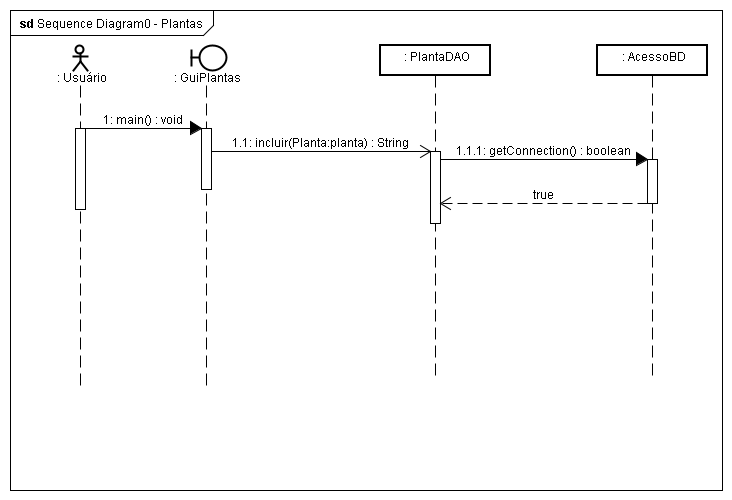 sd Sequence Diagram0 - Plantas
: Usuário
: GuiPlantas
: PlantaDAO
: AcessoBD
1: main() : void
1.1: incluir(Planta:planta) : String
1.1.1: getConnection() : boolean
true